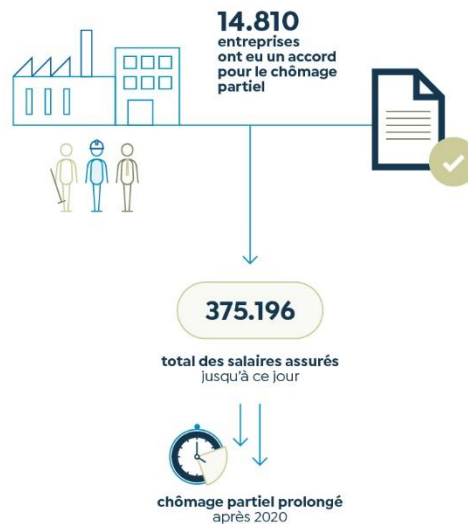 14.810
entreprises
ont eu un accord
pour le chômage
partiel
375.196
total des salaires assurés
jusqu'à ce jour
chômage partiel prolongé
après 2020